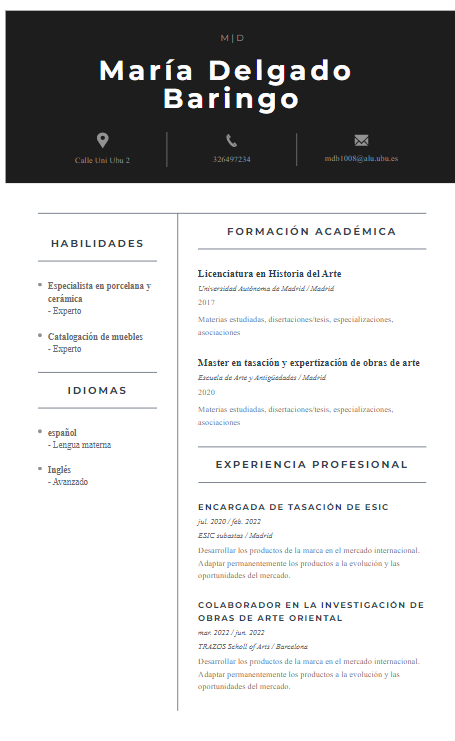 M|D
María Delgado
Baringo
Calle Uni Ubu 2
326497234
mdb1008@alu.ubu.es
HABILIDADES
Especialista en porcelana y
cerámica
- Experto
Catalogación de muebles
- Experto
IDIOMAS
español
- Lengua materna
Inglés
- Avanzado
FORMACIÓN ACADÉMICA
Licenciatura en Historia del Arte
Universidad Autónoma de Madrid / Madrid
2017
Materias estudiadas, disertaciones/tesis, especializaciones,
asociaciones
Master en tasación y expertización de obras de arte
Escuela de Arte y Antigüedades / Madrid
2020
Materias estudiadas, disertaciones/tesis, especializaciones,
asociaciones
EXPERIENCIA PROFESIONAL
ENCARGADA DE TASACIÓN DE ESIC
jul. 2020 / feb. 2022
ESIC subastas / Madrid
Desarrollar los productos de la marca en el mercado internacional.
Adaptar permanentemente los productos a la evolución y las
oportunidades del mercado.
COLABORADOR EN LA INVESTIGACIÓN DE
OBRAS DE ARTE ORIENTAL
mar. 2022 / jun. 2022
TRAZOS Scholl of Arts / Barcelona
Desarrollar los productos de la marca en el mercado internacional.
Adaptar permanentemente los productos a la evolución y las
oportunidades del mercado.